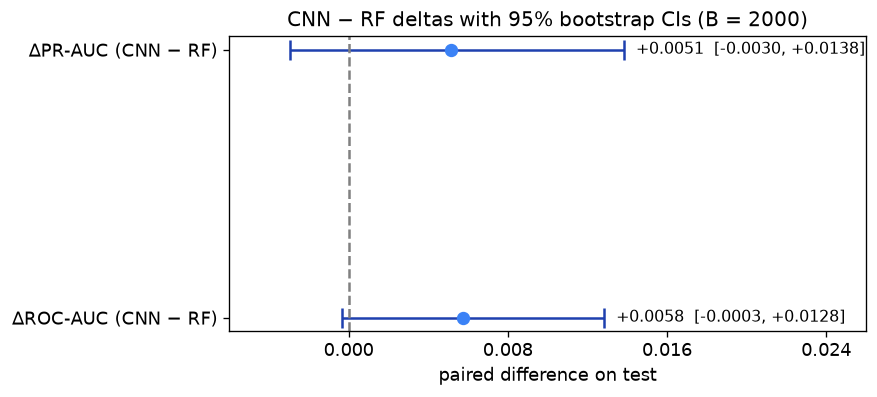 CNN − RF deltas with 95% bootstrap CIs (B = 2000)
ΔPR-AUC (CNN − RF)
+0.0051  [-0.0030, +0.0138]
ΔROC-AUC (CNN − RF)
+0.0058  [-0.0003, +0.0128]
0.000 0.008 0.016 0.024
paired difference on test